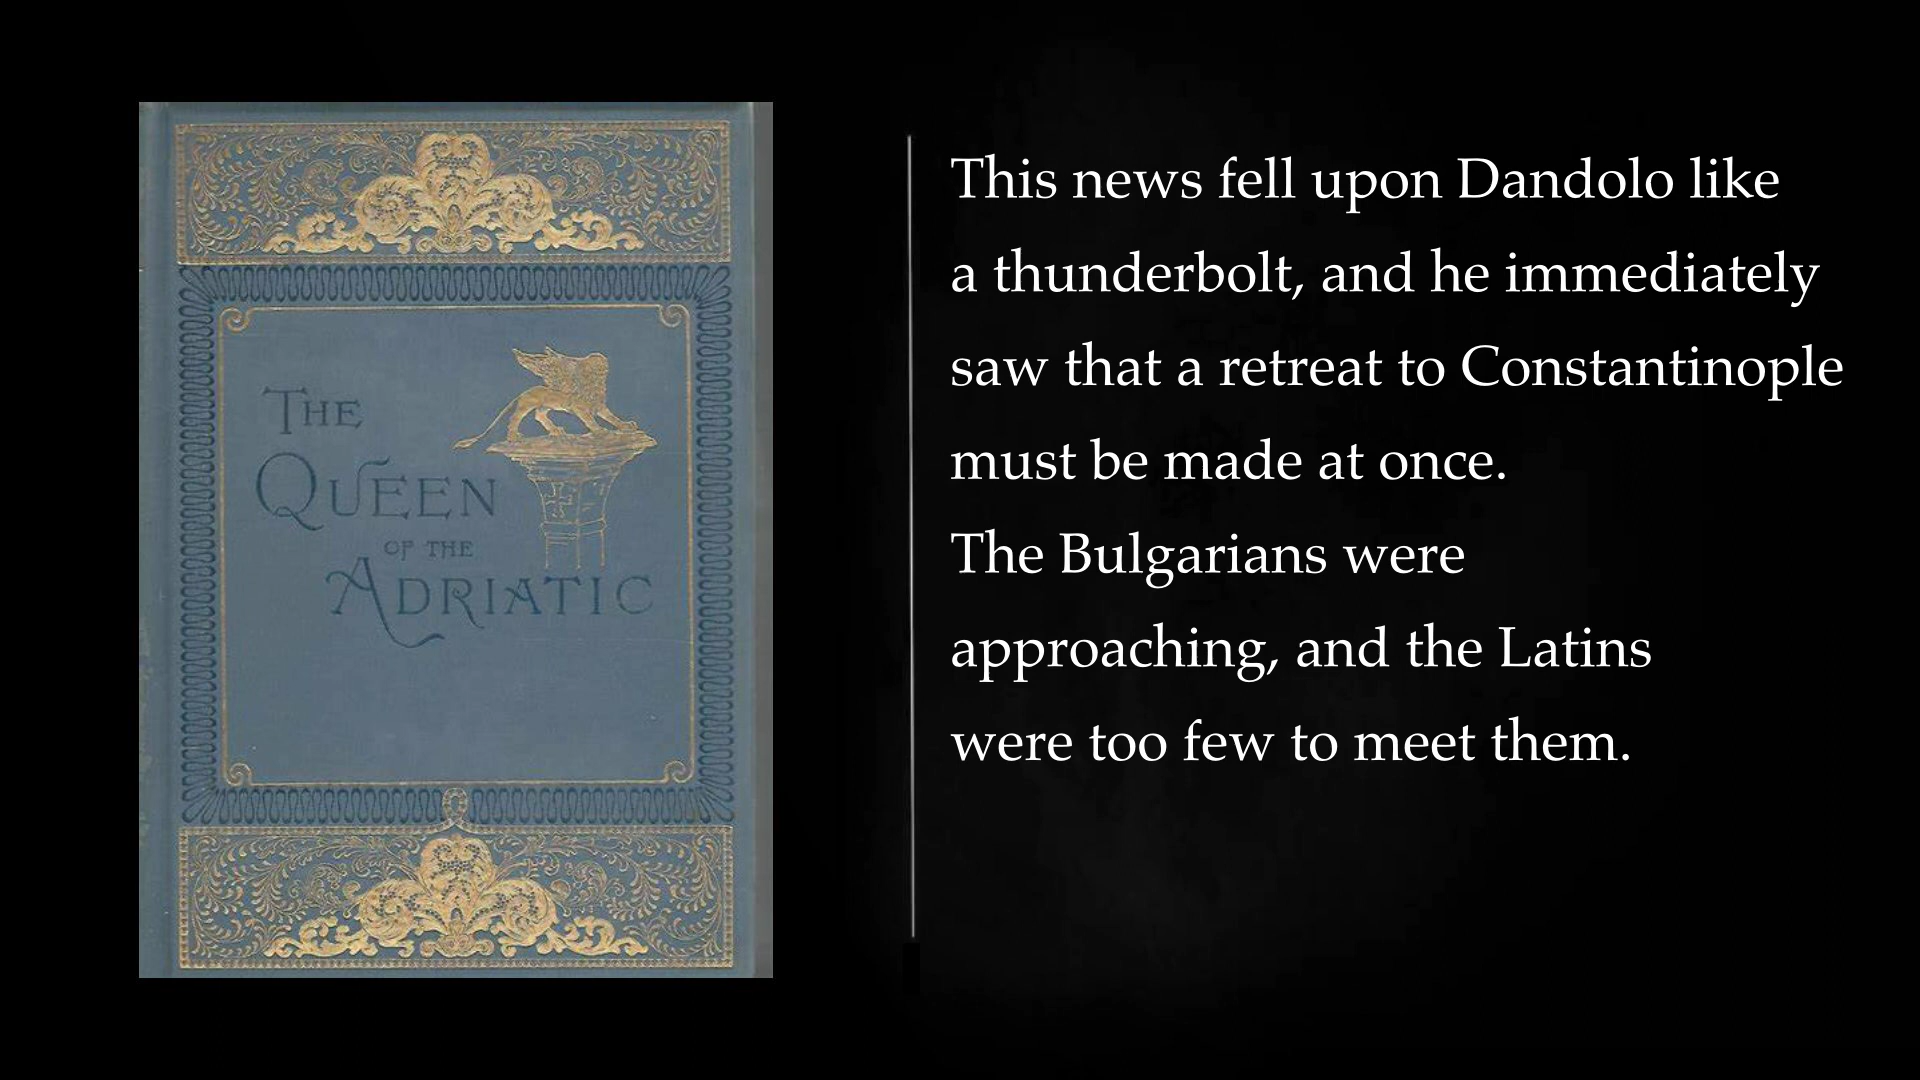 THE
QUEEN
OF THE
ADRIATIC
This news fell upon Dandolo like
a thunderbolt, and he immediately
saw that a retreat to Constantinople
must be made at once.
The Bulgarians were
approaching, and the Latins
were too few to meet them.